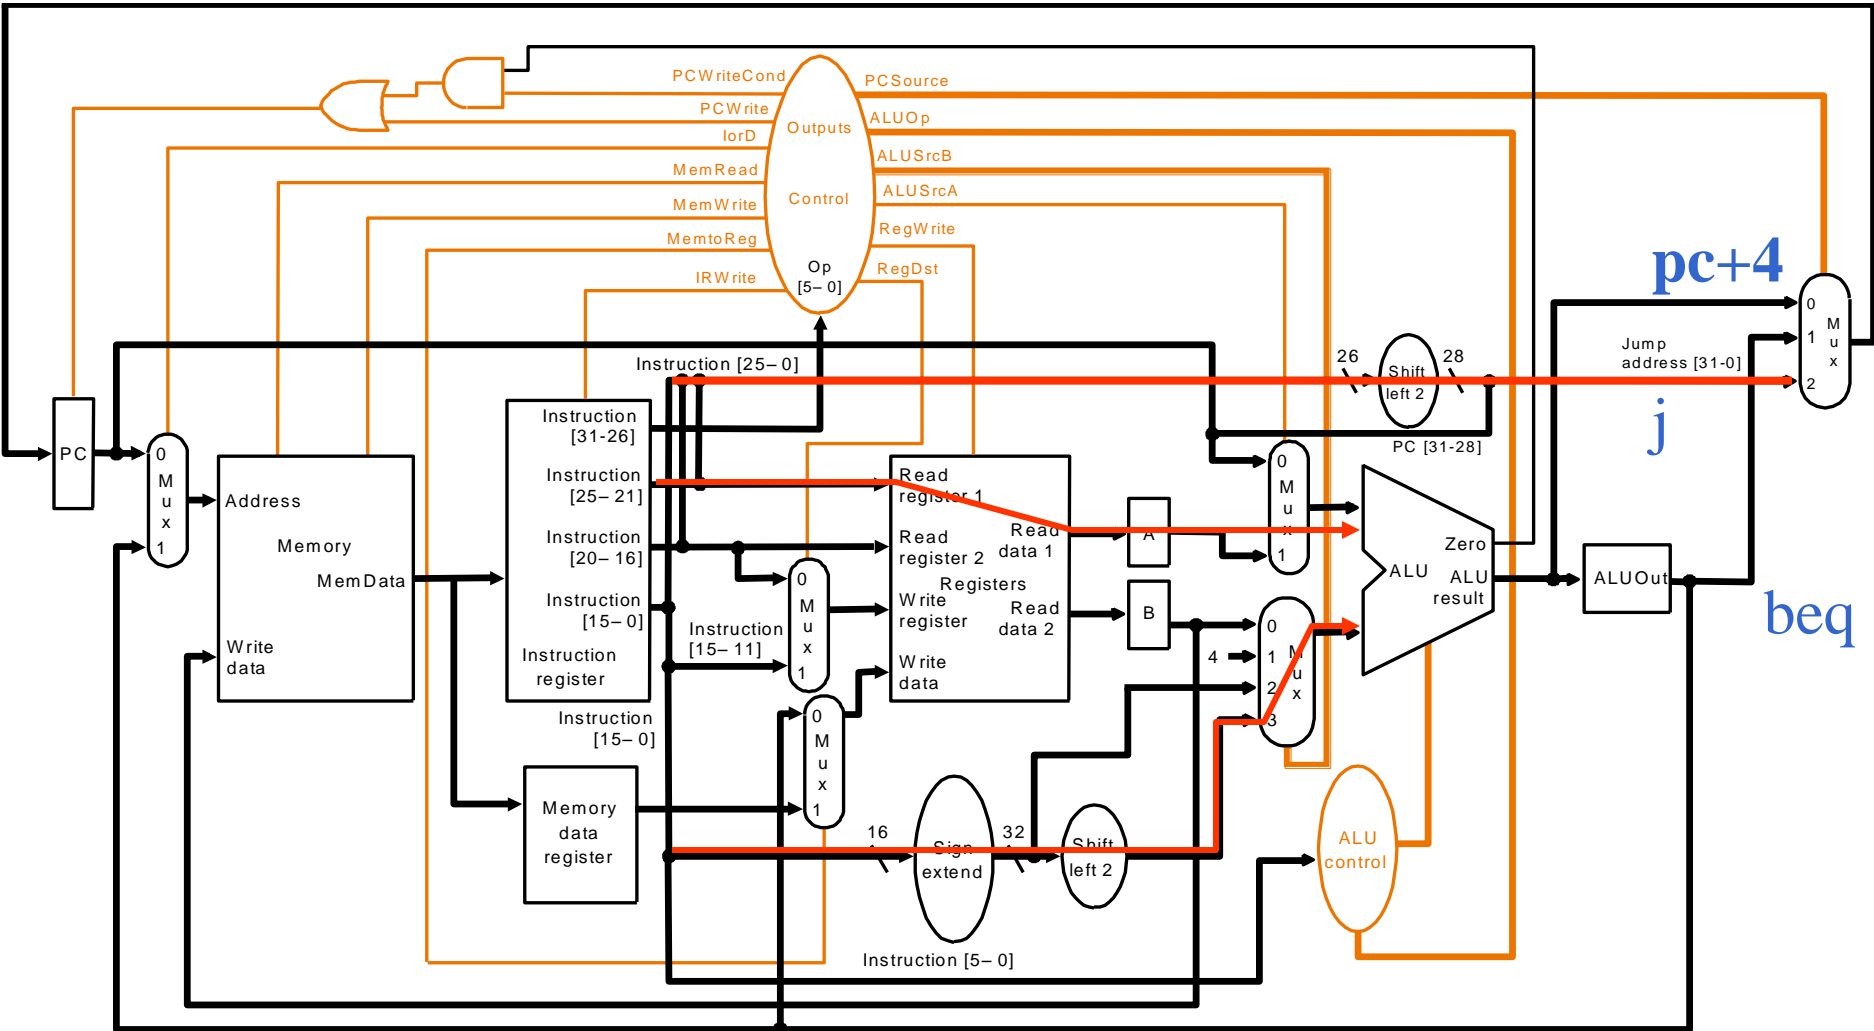 PCWriteCond
PCWrite
IorD
MemRead
MemWrite
MemtoReg
IRWrite
Outputs
Control
Op
[5– 0]
PCSource
ALUOp
ALUSrcB
ALUSrcA
RegWrite
RegDst
pc+4
0
1
2
M
u
x
Jump
address [31-0]
j
beq
Instruction [25– 0]
26
Shift
left 2
28
PC [31-28]
PC
0
M
u
x
1
Address
Memory
MemData
Write
data
Instruction
[31-26]
Instruction
[25– 21]
Instruction
[20– 16]
Instruction
[15– 0]
Instruction
register
Instruction
[15– 0]
Instruction
[15– 11]
0
M
u
x
1
0
M
u
x
1
Memory
data
register
Read
register 1
Read
register 2
Registers
Write
register
Write
data
Read
data 1
Read
data 2
A
B
0
M
u
x
1
4
0
1
2
3
M
u
x
Zero
ALU
ALU
result
ALUOut
16
Sign
extend
32
Shift
left 2
ALU
control
Instruction [5– 0]